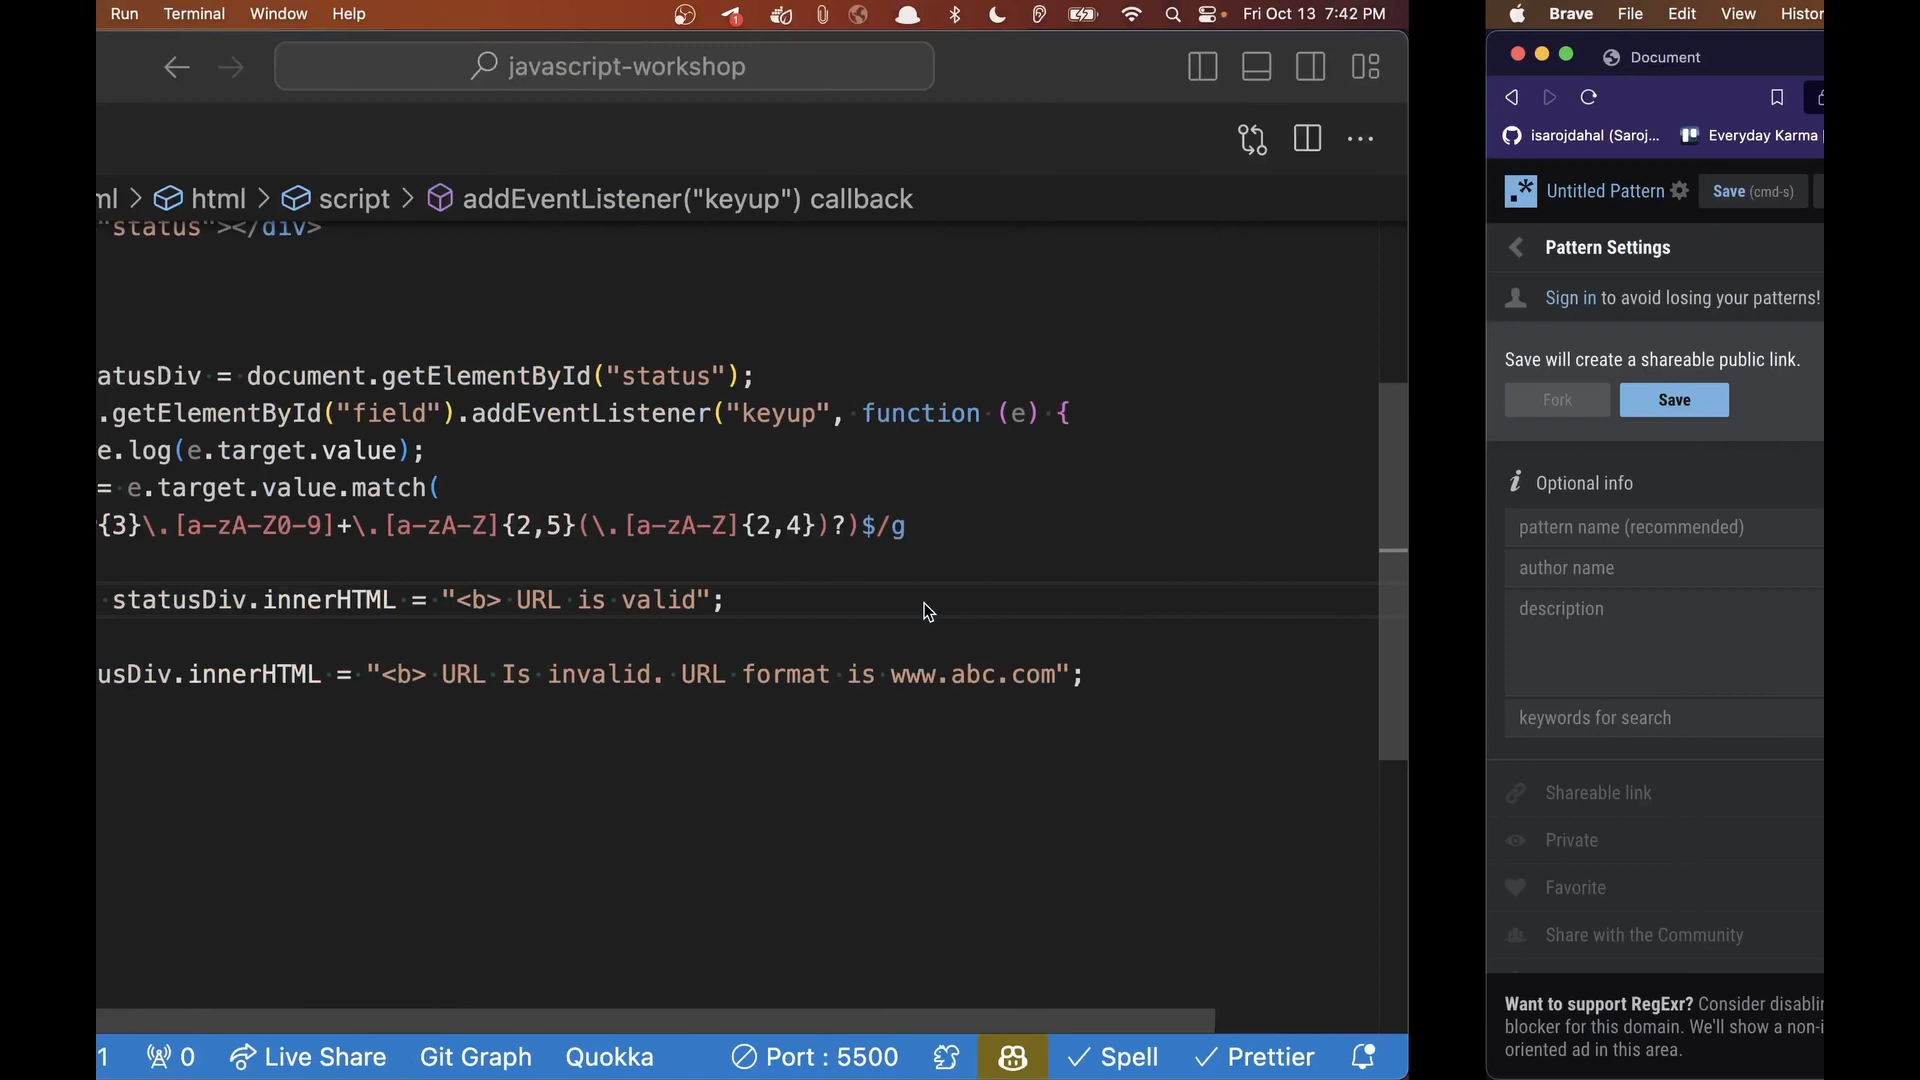 Run Terminal Window Help
1
Fri Oct 13 7:42 PM
javascript-workshop
ml > html > script > addEventListener("keyup") callback
"status"></div>
atusDiv = document.getElementById("status");
.getElementById("field").addEventListener("keyup", function (e) {
e.log(e.target.value);
= e.target.value.match(
{3}\.[a-zA-Z0-9]+\.[a-zA-Z]{2,5}(\.[a-zA-Z]{2,4})?)$/g
statusDiv.innerHTML = "<b> URL is valid";
usDiv.innerHTML = "<b> URL Is invalid. URL format is www.abc.com";
1 0 Live Share Git Graph Quokka Port : 5500 Spell Prettier
Brave File Edit View Histor
Document
isarojdahal (Saroj... Everyday Karma
Untitled Pattern Save (cmd-s)
Pattern Settings
Sign in to avoid losing your patterns!
Save will create a shareable public link.
Fork Save
i Optional info
pattern name (recommended)
author name
description
keywords for search
Shareable link
Private
Favorite
Share with the Community
Want to support RegExr? Consider disablin
blocker for this domain. We'll show a non-i
oriented ad in this area.